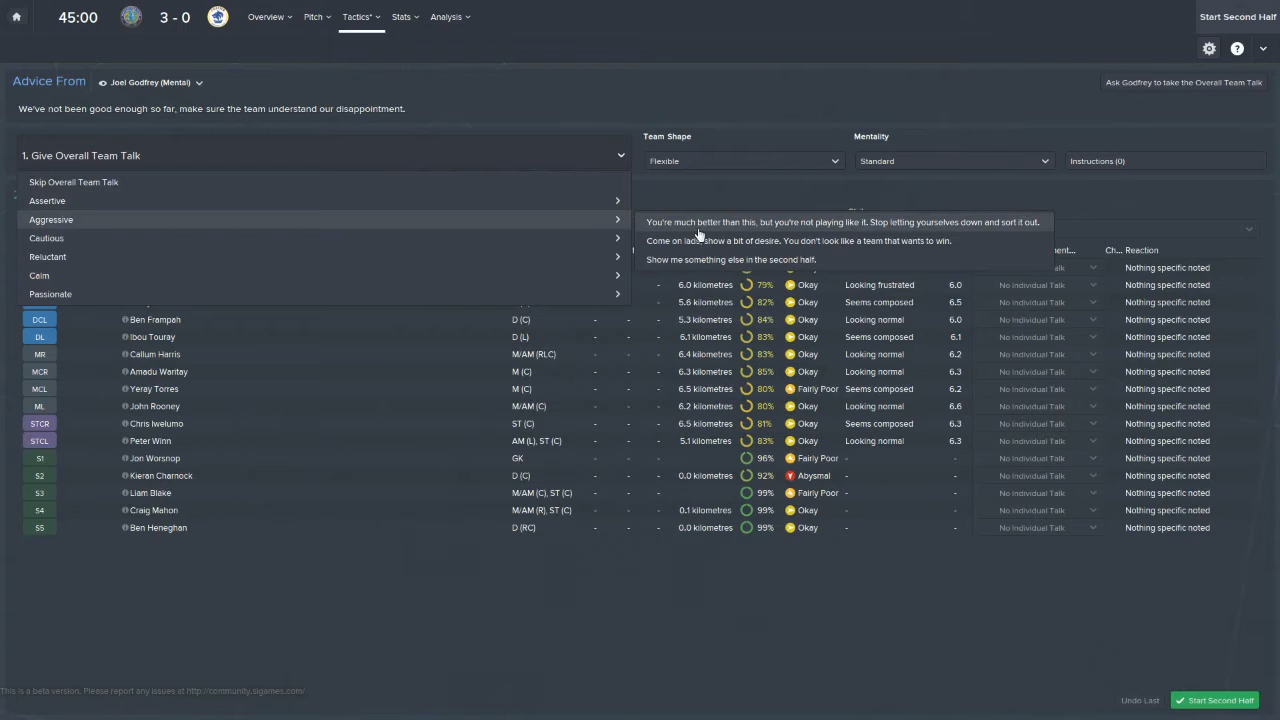 45:00 3 - 0 Overview Pitch Tactics* Stats Analysis Start Second Half
Advice From Joel Godfrey (Mental) Ask Godfrey to take the Overall Team Talk
We've not been good enough so far, make sure the team understand our disappointment.
Team Shape Mentality
1. Give Overall Team Talk Flexible Standard Instructions (0)
Skip Overall Team Talk
Assertive
Aggressive
Cautious
Reluctant
Calm
Passionate
You're much better than this, but you're not playing like it. Stop letting yourselves down and sort it out.
Come on lads, show a bit of desire. You don't look like a team that wants to win.
Show me something else in the second half.
ment... Ch... Reaction
Talk Nothing specific noted
- 6.0 kilometres 79% Okay Looking frustrated 6.0 No Individual Talk Nothing specific noted
- 5.6 kilometres 82% Okay Seems composed 6.5 No Individual Talk Nothing specific noted
DCL Ben Frampah D (C) - - - 5.3 kilometres 84% Okay Looking normal 6.0 No Individual Talk Nothing specific noted
DL Ibou Touray D (L) - - - 6.1 kilometres 83% Okay Seems composed 6.1 No Individual Talk Nothing specific noted
MR Callum Harris M/AM (RLC) - - - 6.4 kilometres 83% Okay Looking normal 6.2 No Individual Talk Nothing specific noted
MCR Amadu Waritay M (C) - - - 6.3 kilometres 85% Okay Looking normal 6.3 No Individual Talk Nothing specific noted
MCL Yeray Torres M (C) - - - 6.5 kilometres 80% Fairly Poor Seems composed 6.2 No Individual Talk Nothing specific noted
ML John Rooney M/AM (C) - - - 6.2 kilometres 80% Okay Looking normal 6.6 No Individual Talk Nothing specific noted
STCR Chris Iwelumo ST (C) - - - 6.5 kilometres 81% Okay Seems composed 6.3 No Individual Talk Nothing specific noted
STCL Peter Winn AM (L), ST (C) - - - 5.1 kilometres 83% Okay Looking normal 6.3 No Individual Talk Nothing specific noted
S1 Jon Worsnop GK - - - 96% Fairly Poor - - No Individual Talk Nothing specific noted
S2 Kieran Charnock D (C) - - - 0.0 kilometres 92% Abysmal - - No Individual Talk Nothing specific noted
S3 Liam Blake M/AM (C), ST (C) - - - 99% Fairly Poor - - No Individual Talk Nothing specific noted
S4 Craig Mahon M/AM (R), ST (C) - - - 0.1 kilometres 99% Okay - - No Individual Talk Nothing specific noted
S5 Ben Heneghan D (RC) - - - 0.0 kilometres 99% Okay - - No Individual Talk Nothing specific noted
This is a beta version. Please report any issues at http://community.sigames.com/
Undo Last Start Second Half